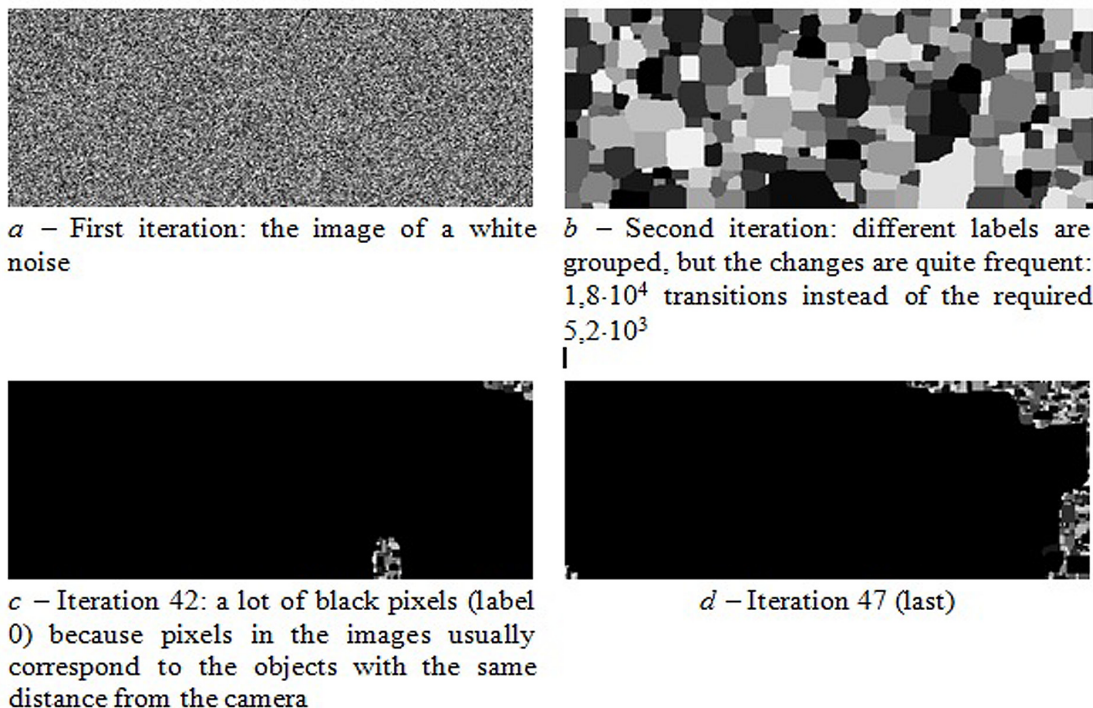 a – First iteration: the image of a white
noise
b – Second iteration: different labels are
grouped, but the changes are quite frequent:
1,8·10⁴ transitions instead of the required
5,2·10³
c – Iteration 42: a lot of black pixels (label
0) because pixels in the images usually
correspond to the objects with the same
distance from the camera
d – Iteration 47 (last)